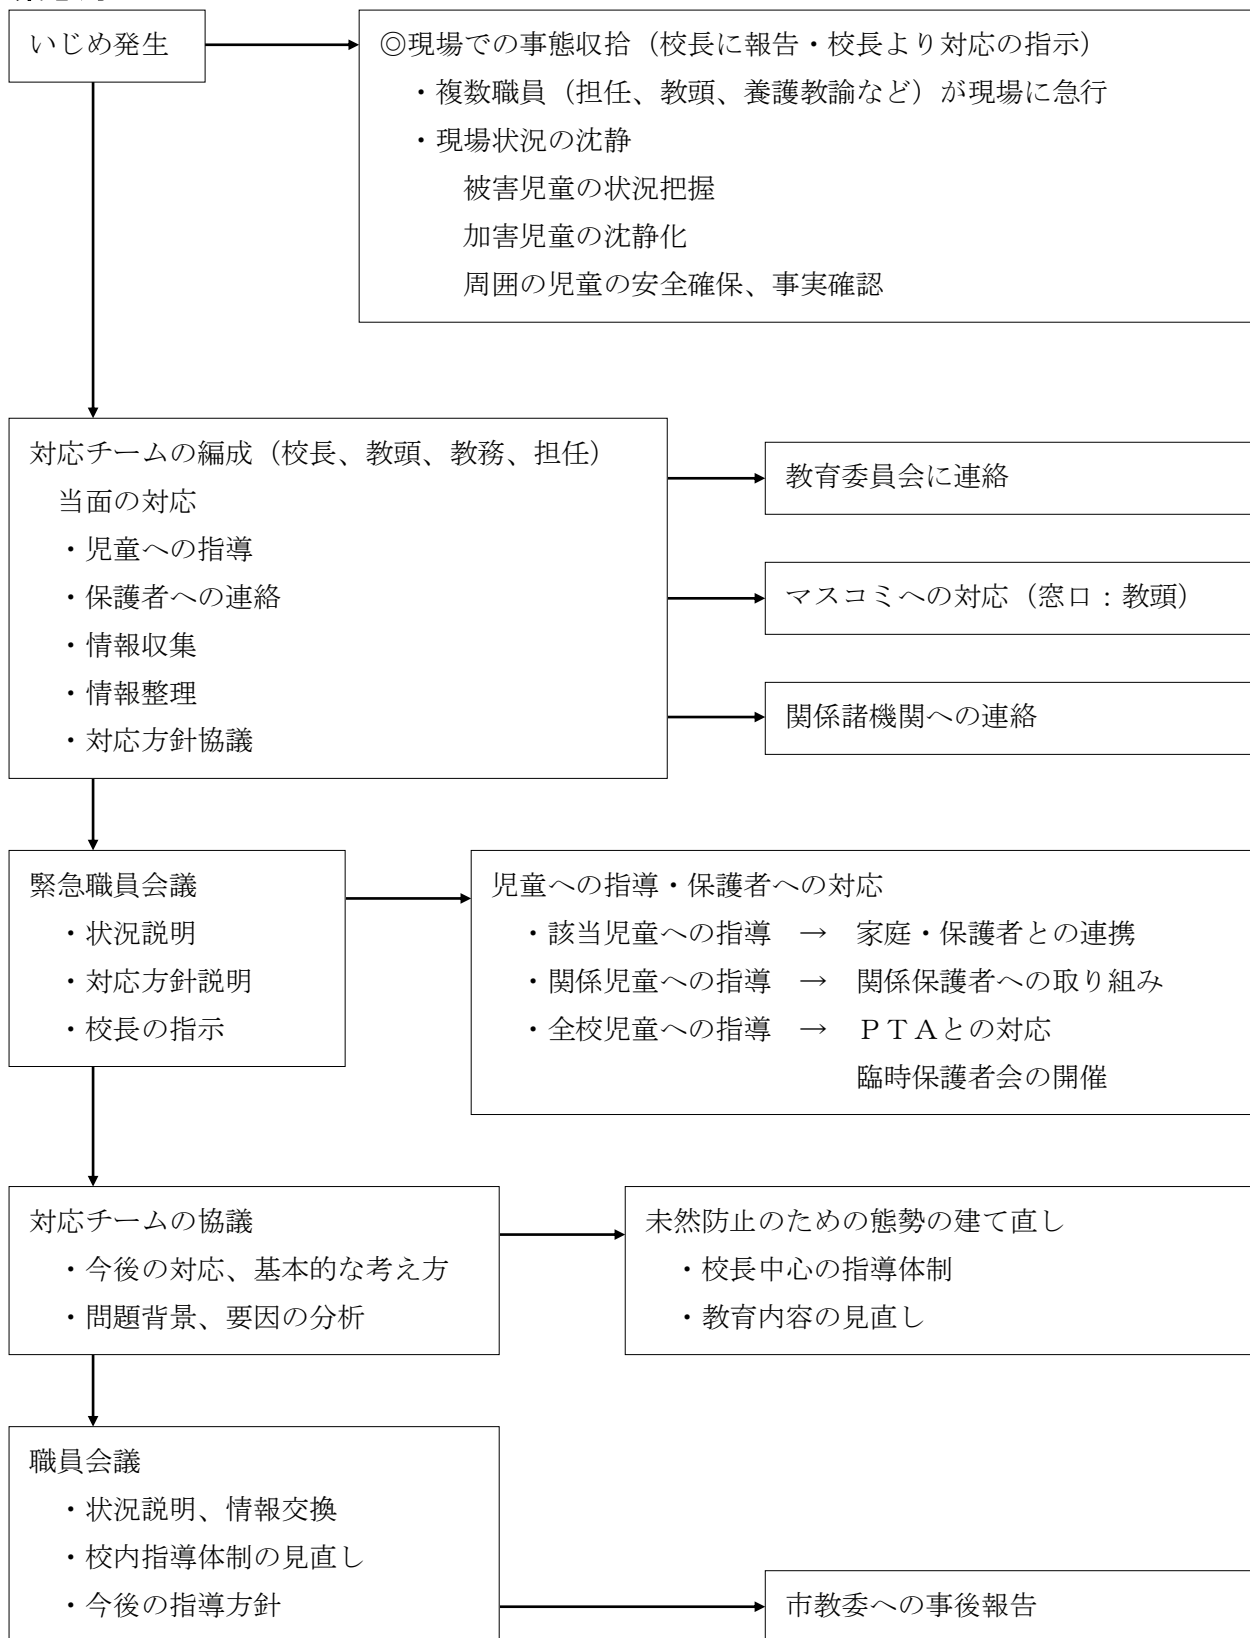 いじめ発生
◎現場での事態収拾（校長に報告・校長より対応の指示）
・複数職員（担任、教頭、養護教諭など）が現場に急行
・現場状況の沈静
被害児童の状況把握
加害児童の沈静化
周囲の児童の安全確保、事実確認
対応チームの編成（校長、教頭、教務、担任）
当面の対応
・児童への指導
・保護者への連絡
・情報収集
・情報整理
・対応方針協議
教育委員会に連絡
マスコミへの対応（窓口：教頭）
関係諸機関への連絡
緊急職員会議
・状況説明
・対応方針説明
・校長の指示
児童への指導・保護者への対応
・該当児童への指導　→　家庭・保護者との連携
・関係児童への指導　→　関係保護者への取り組み
・全校児童への指導　→　ＰＴＡとの対応
臨時保護者会の開催
対応チームの協議
・今後の対応、基本的な考え方
・問題背景、要因の分析
未然防止のための態勢の建て直し
・校長中心の指導体制
・教育内容の見直し
職員会議
・状況説明、情報交換
・校内指導体制の見直し
・今後の指導方針
市教委への事後報告